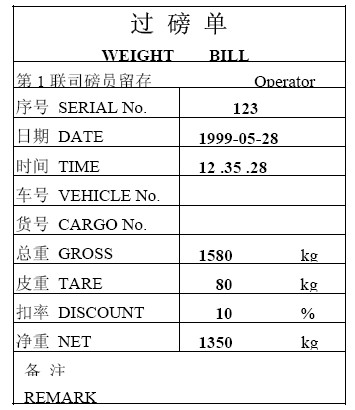 过 磅 单
WEIGHT BILL
第 1 联司磅员留存 Operator
序号 SERIAL No. 123
日期 DATE 1999-05-28
时间 TIME 12 .35 .28
车号 VEHICLE No.
货号 CARGO No.
总重 GROSS 1580 kg
皮重 TARE 80 kg
扣率 DISCOUNT 10 %
净重 NET 1350 kg
备 注
REMARK